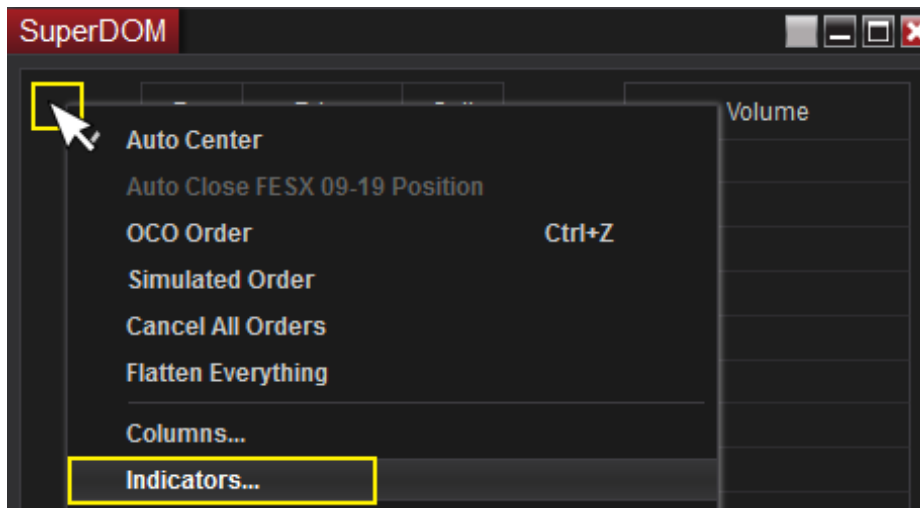 SuperDOM
Volume
Auto Center
Auto Close FESX 09-19 Position
OCO Order Ctrl+Z
Simulated Order
Cancel All Orders
Flatten Everything
Columns...
Indicators...